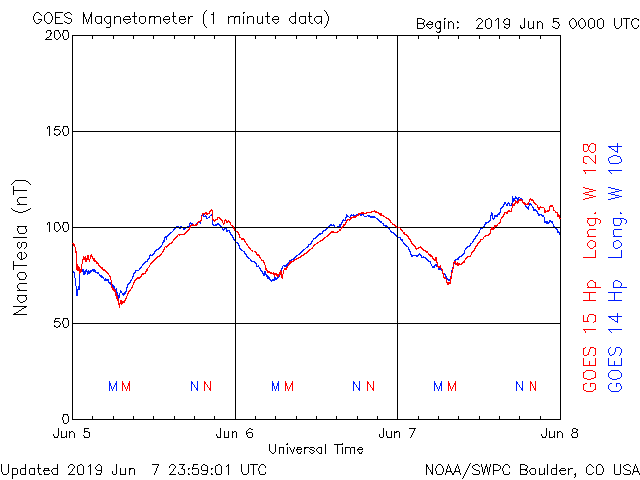 GOES Magnetometer (1 minute data)
Begin: 2019 Jun 5 0000 UTC
200
150
100
50
0
NanoTesla (nT)
M M N N M M N N M M N N
Jun 5 Jun 6 Jun 7 Jun 8
Universal Time
GOES 15 Hp Long. W 128
GOES 14 Hp Long. W 104
Updated 2019 Jun 7 23:59:01 UTC
NOAA/SWPC Boulder, CO USA